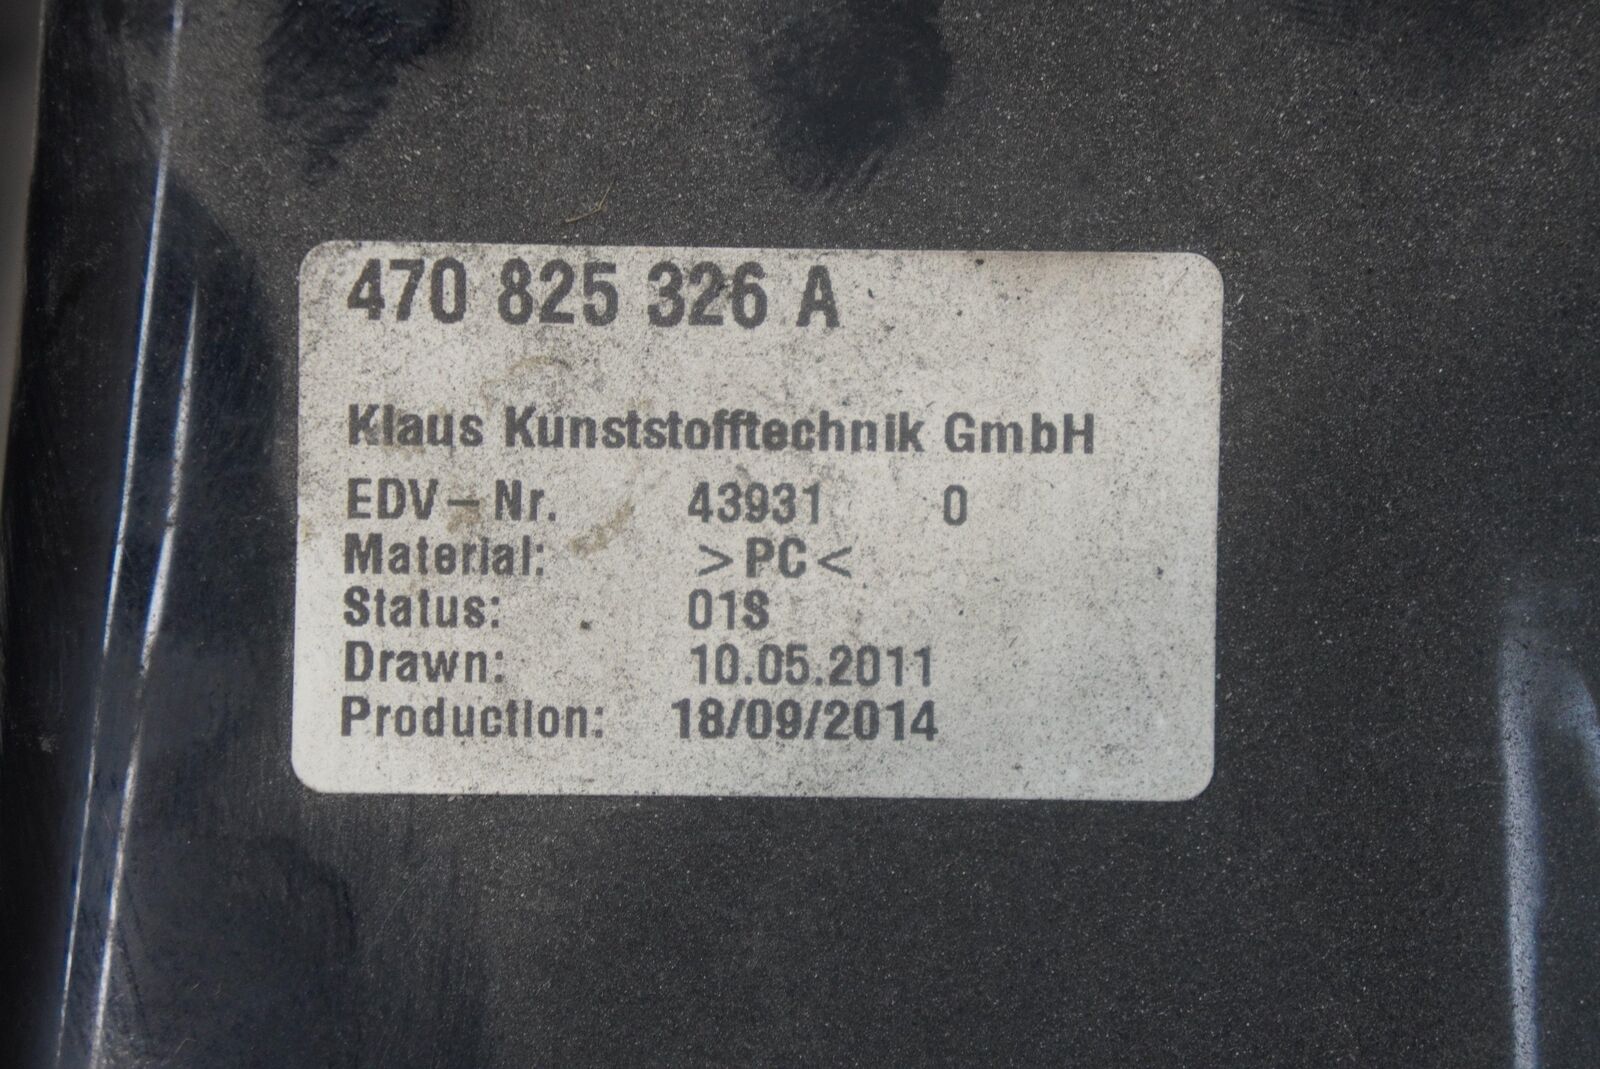 470 825 326 A
Klaus Kunststofftechnik GmbH
EDV-Nr. 43931 0
Material: >PC<
Status: 01S
Drawn: 10.05.2011
Production: 18/09/2014